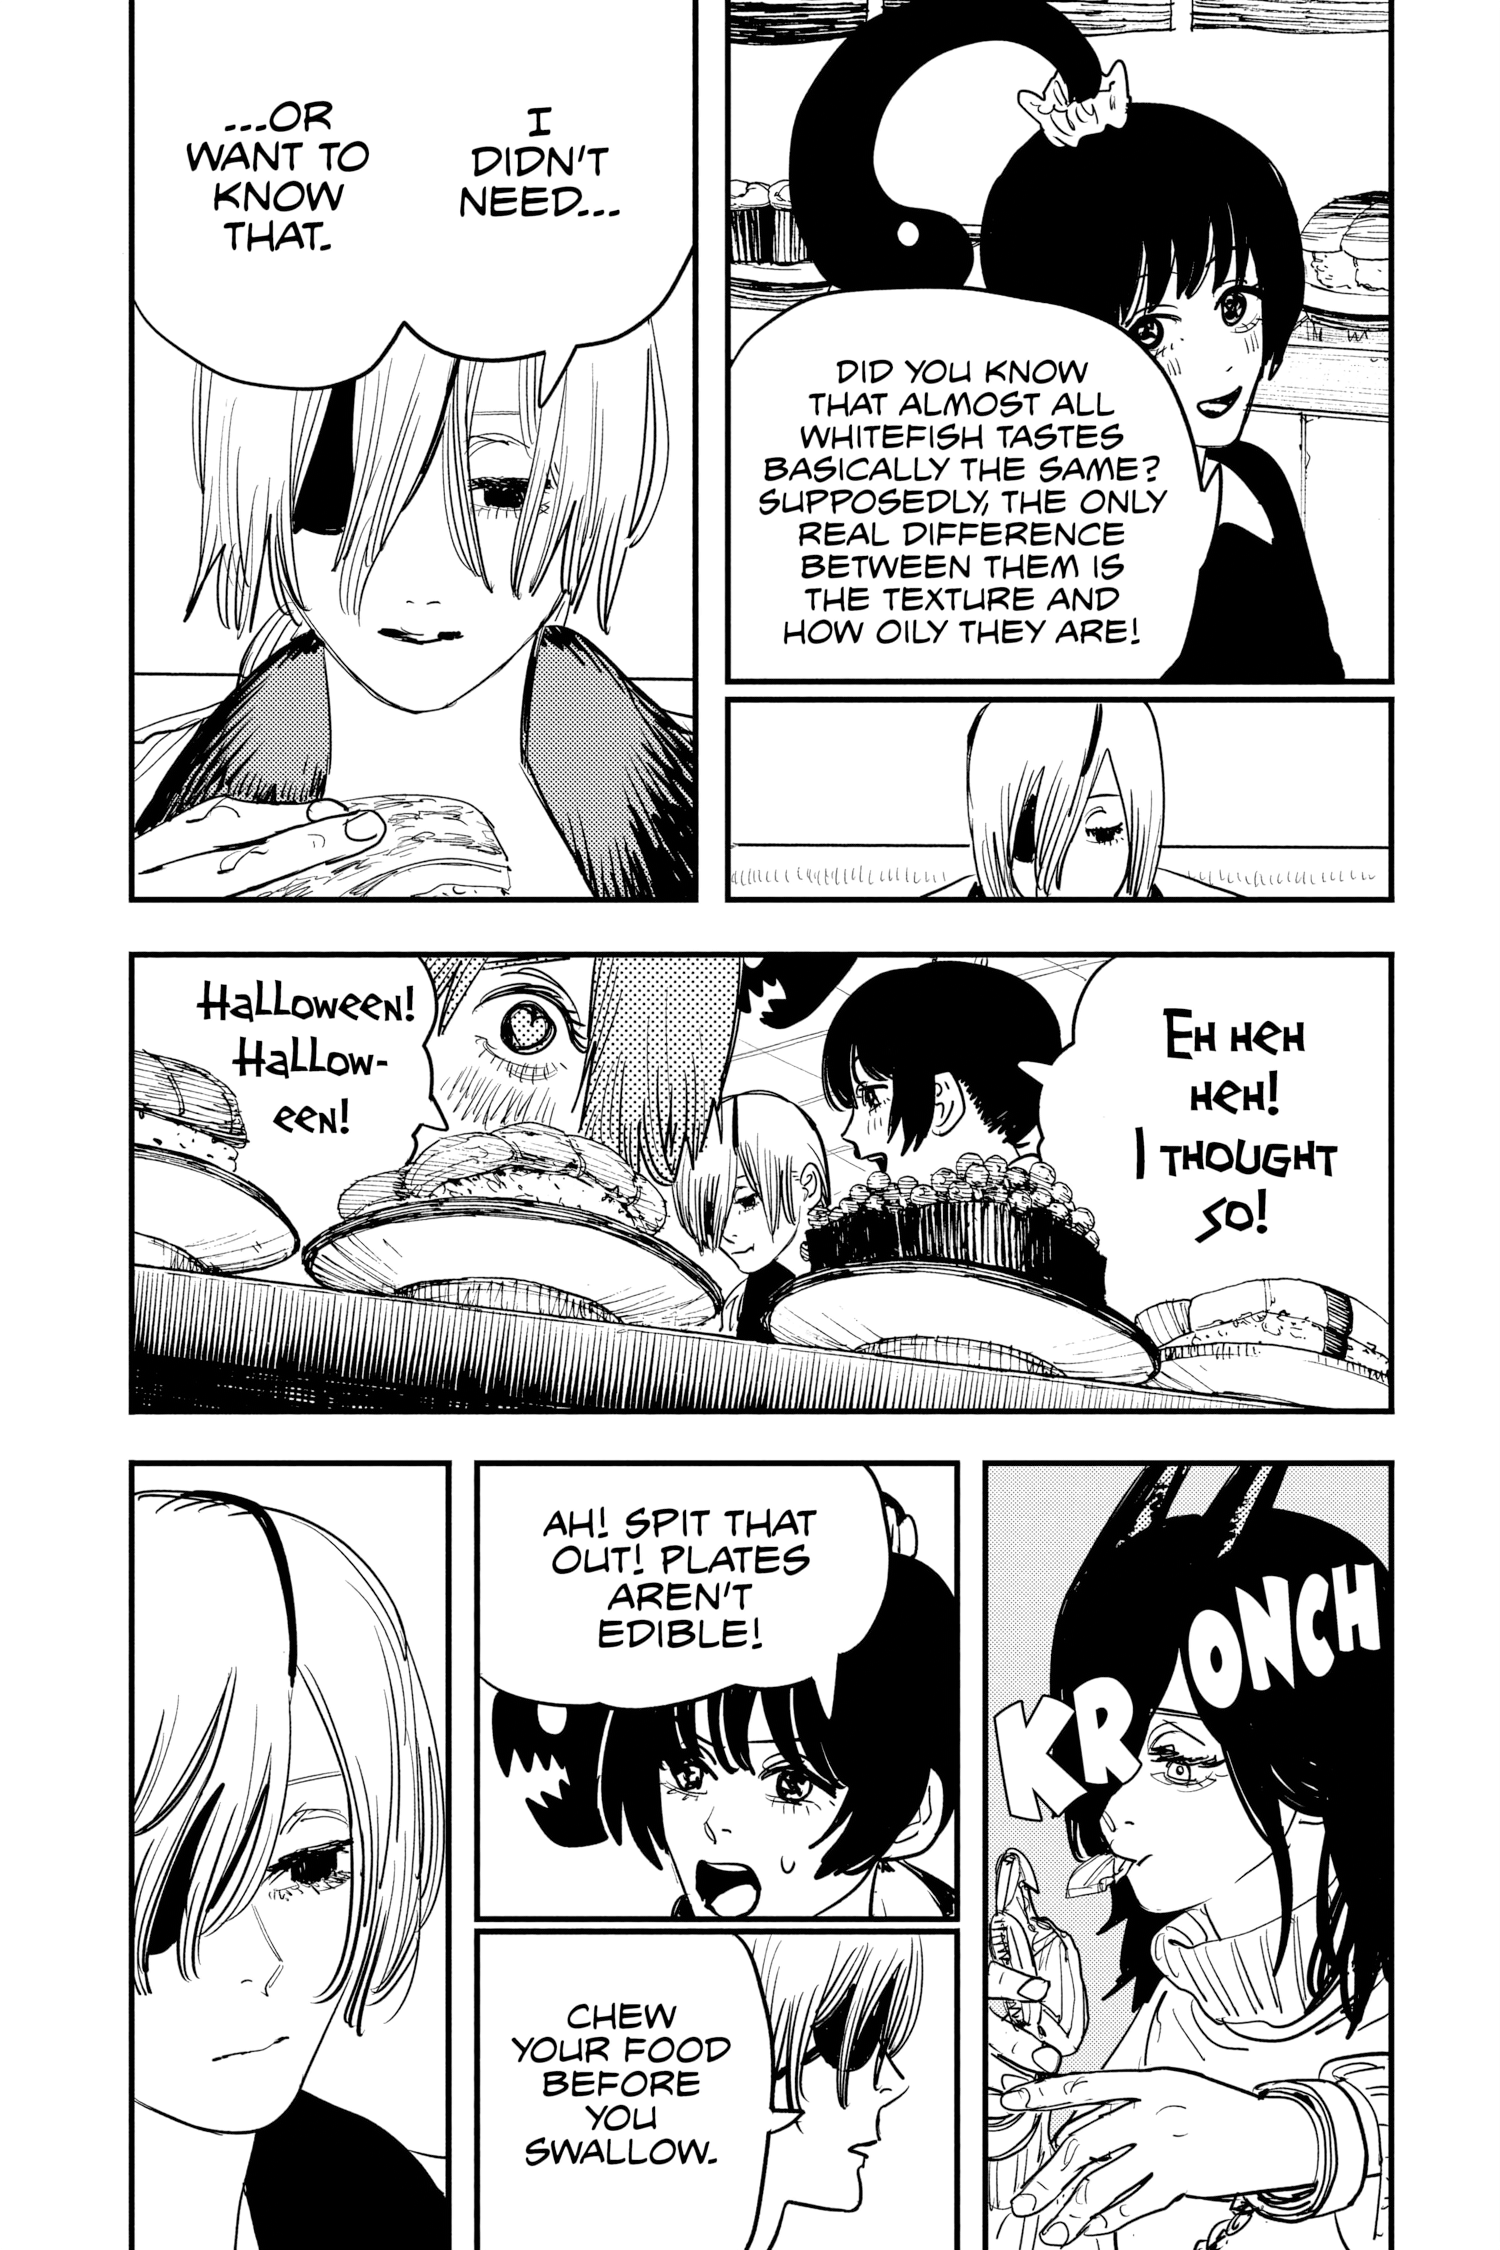 DID YOU KNOW
THAT ALMOST ALL
WHITEFISH TASTES
BASICALLY THE SAME?
SUPPOSEDLY, THE ONLY
REAL DIFFERENCE
BETWEEN THEM IS
THE TEXTURE AND
HOW OILY THEY ARE!
I
DIDN'T
NEED...
...OR
WANT TO
KNOW
THAT.
EH HEH
HEH!
I THOUGHT
SO!
HALLOWEEN!
HALLOW-
EEN!
KRONCH
AH! SPIT THAT
OUT! PLATES
AREN'T
EDIBLE!
CHEW
YOUR FOOD
BEFORE
YOU
SWALLOW.